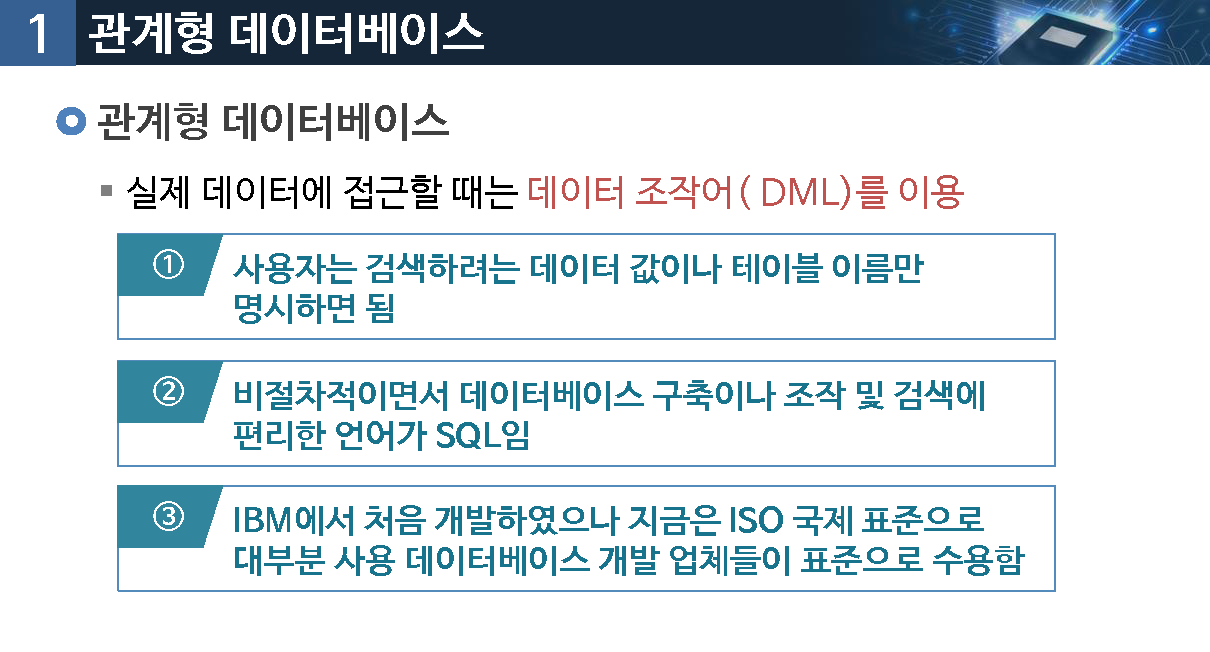 1 관계형 데이터베이스
관계형 데이터베이스
실제 데이터에 접근할 때는 데이터 조작어( DML)를 이용
① 사용자는 검색하려는 데이터 값이나 테이블 이름만
명시하면 됨
② 비절차적이면서 데이터베이스 구축이나 조작 및 검색에
편리한 언어가 SQL임
③ IBM에서 처음 개발하였으나 지금은 ISO 국제 표준으로
대부분 사용 데이터베이스 개발 업체들이 표준으로 수용함